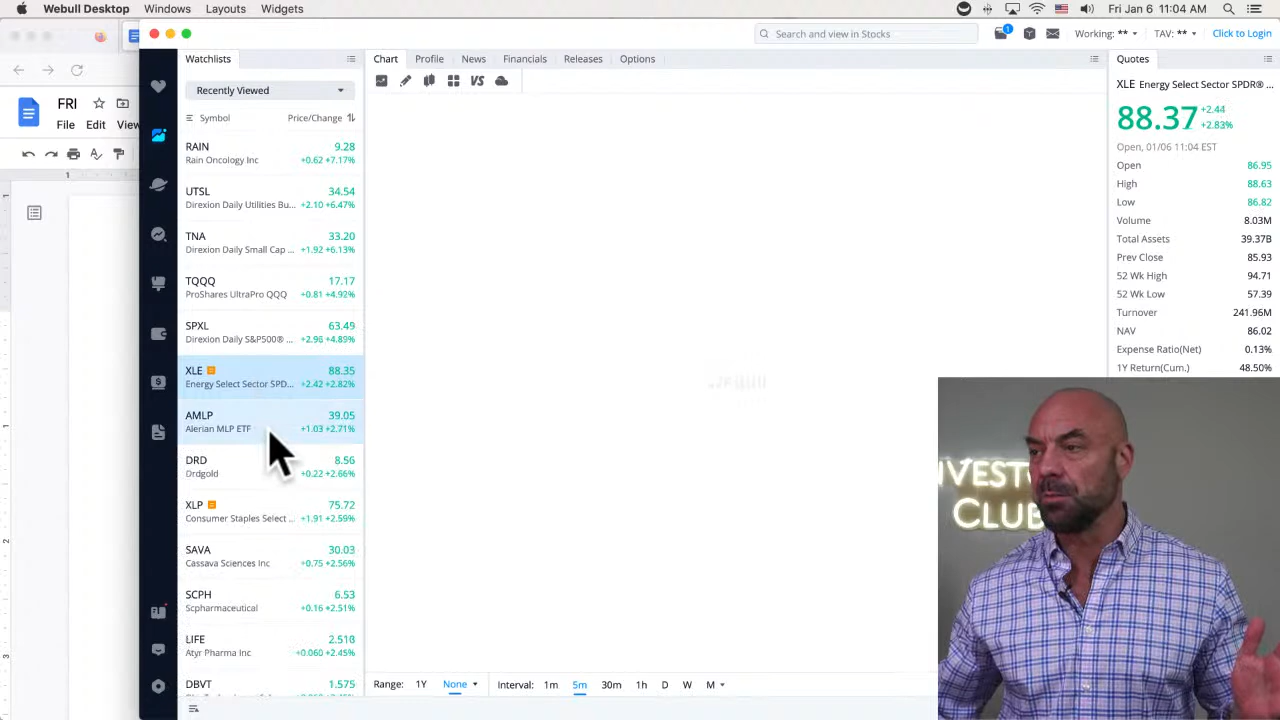 Webull Desktop Windows Layouts Widgets
Fri Jan 6 11:04 AM
Search and view in Stocks
1
Working: **
TAV: **
Click to Login
FRI
File Edit View
1
1
2
3
Watchlists
Recently Viewed
Symbol Price/Change
RAIN 9.28
Rain Oncology Inc +0.62 +7.17%
UTSL 34.54
Direxion Daily Utilities Bu... +2.10 +6.47%
TNA 33.20
Direxion Daily Small Cap ... +1.92 +6.13%
TQQQ 17.17
ProShares UltraPro QQQ +0.81 +4.92%
SPXL 63.49
Direxion Daily S&P500® ... +2.96 +4.89%
XLE 88.35
Energy Select Sector SPD... +2.42 +2.82%
AMLP 39.05
Alerian MLP ETF +1.03 +2.71%
DRD 8.56
Drdgold +0.22 +2.66%
XLP 75.72
Consumer Staples Select ... +1.91 +2.59%
SAVA 30.03
Cassava Sciences Inc +0.75 +2.56%
SCPH 6.53
Scpharmaceutical +0.16 +2.51%
LIFE 2.510
Atyr Pharma Inc +0.060 +2.45%
DBVT 1.575
Chart Profile News Financials Releases Options
VS
Range: 1Y None
Interval: 1m 5m 30m 1h D W M
Quotes
XLE Energy Select Sector SPDR® ...
88.37 +2.44
+2.83%
Open, 01/06 11:04 EST
Open 86.95
High 88.63
Low 86.82
Volume 8.03M
Total Assets 39.37B
Prev Close 85.93
52 Wk High 94.71
52 Wk Low 57.39
Turnover 241.96M
NAV 86.02
Expense Ratio(Net) 0.13%
1Y Return(Cum.) 48.50%
CLUB